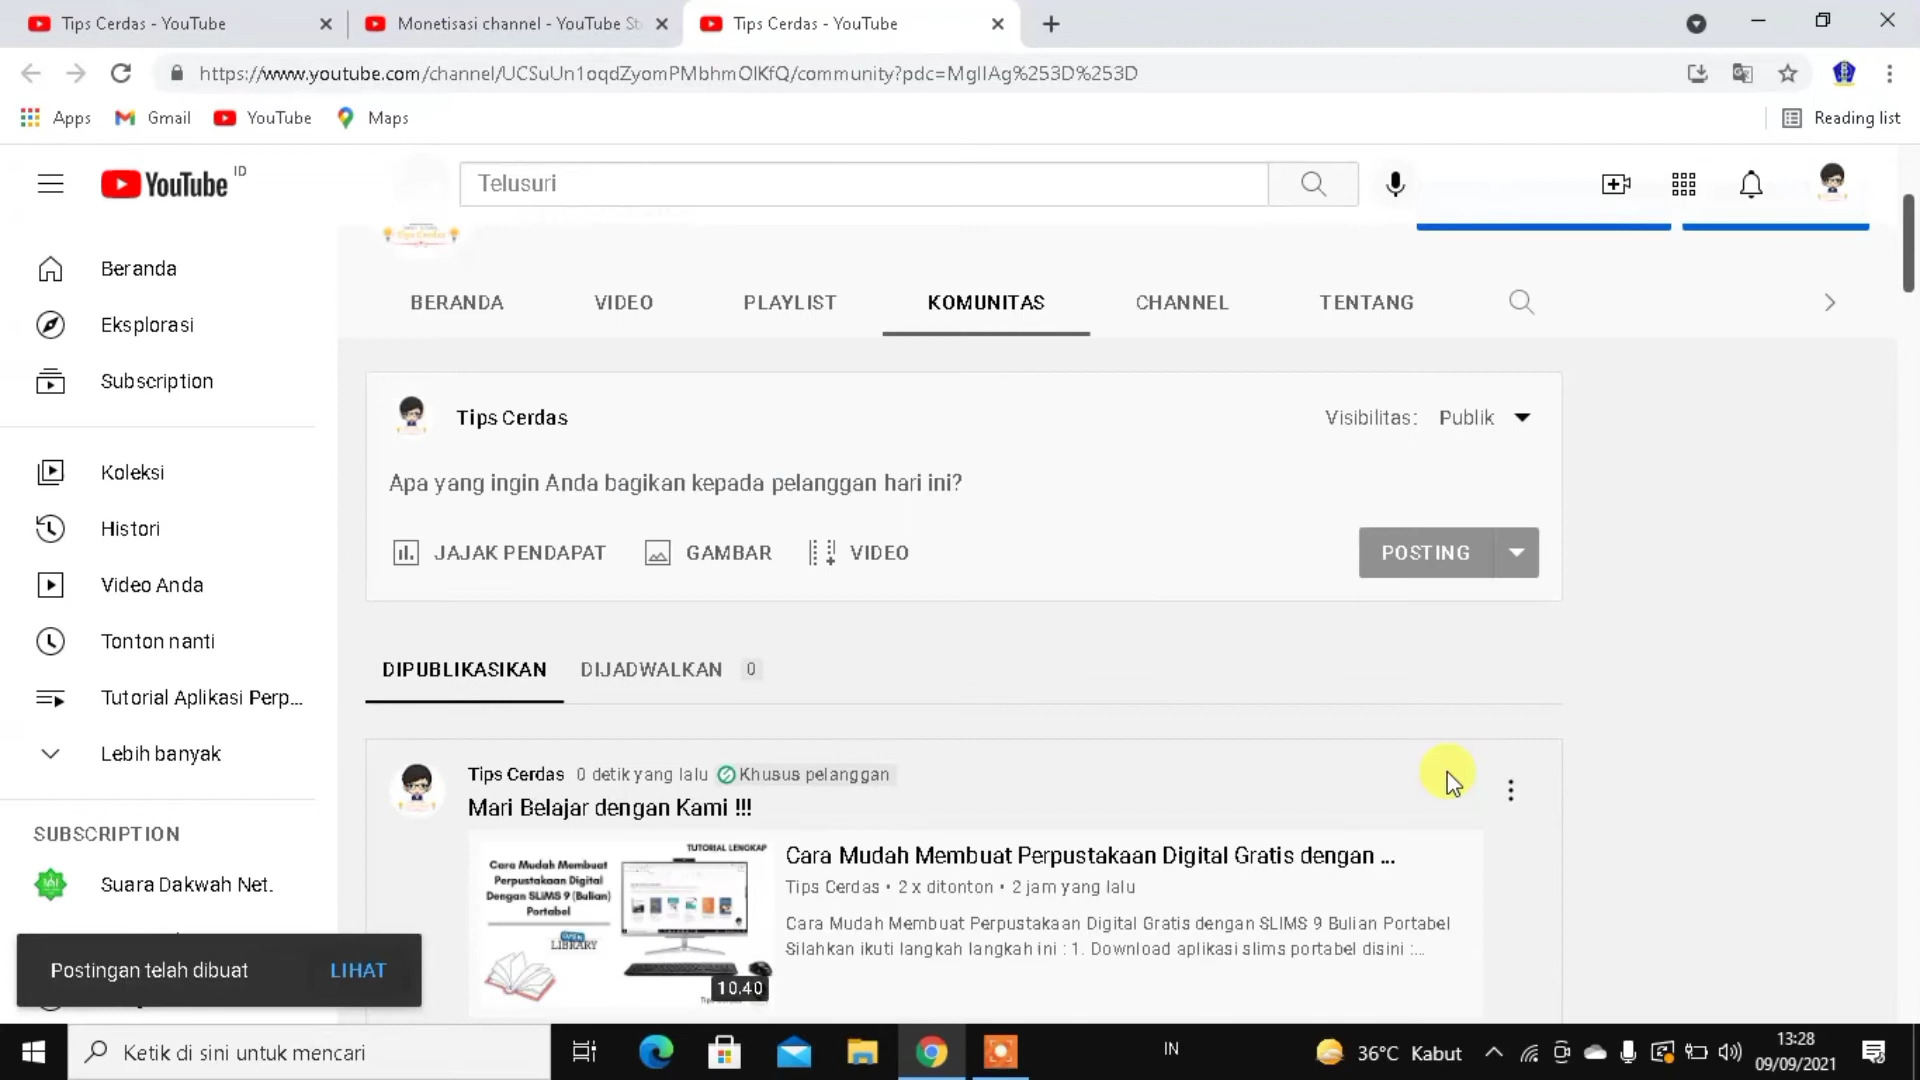 Tips Cerdas - YouTube
Monetisasi channel - YouTube St
Tips Cerdas - YouTube
https://www.youtube.com/channel/UCSuUn1oqdZyomPMbhmOlKfQ/community?pdc=MgIIAg%253D%253D
Apps
Gmail
YouTube
Maps
Reading list
YouTube ID
Telusuri
Tips Cerdas
Beranda
Eksplorasi
Subscription
Koleksi
Histori
Video Anda
Tonton nanti
Tutorial Aplikasi Perp...
Lebih banyak
SUBSCRIPTION
Suara Dakwah Net.
BERANDA
VIDEO
PLAYLIST
KOMUNITAS
CHANNEL
TENTANG
Tips Cerdas
Visibilitas: Publik
Apa yang ingin Anda bagikan kepada pelanggan hari ini?
JAJAK PENDAPAT
GAMBAR
VIDEO
POSTING
DIPUBLIKASIKAN
DIJADWALKAN 0
Tips Cerdas 0 detik yang lalu Khusus pelanggan
Mari Belajar dengan Kami !!!
TUTORIAL LENGKAP
Cara Mudah Membuat
Perpustakaan Digital
Dengan SLiMS 9 (Bulian)
Portabel
LIBRARY
10.40
Cara Mudah Membuat Perpustakaan Digital Gratis dengan ...
Tips Cerdas • 2 x ditonton • 2 jam yang lalu
Cara Mudah Membuat Perpustakaan Digital Gratis dengan SLIMS 9 Bulian Portabel
Silahkan ikuti langkah langkah ini : 1. Download aplikasi slims portabel disini :...
Postingan telah dibuat
LIHAT
Ketik di sini untuk mencari
IN
36°C Kabut
13:28
09/09/2021